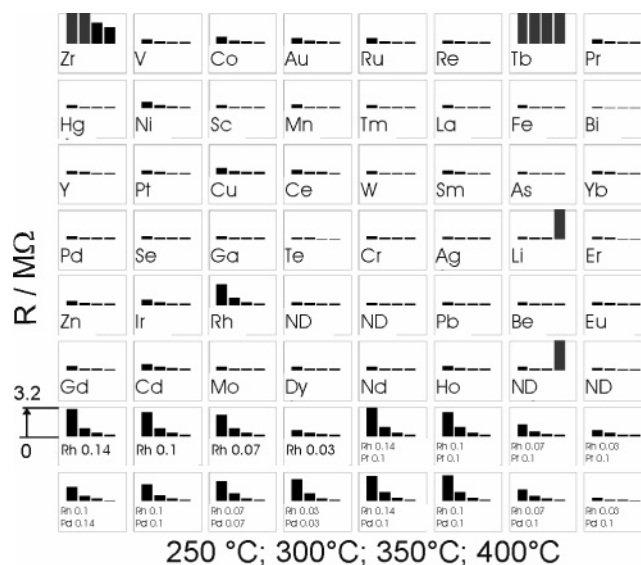 Zr V Co Au Ru Re Tb Pr
Hg Ni Sc Mn Tm La Fe Bi
Y Pt Cu Ce W Sm As Yb
Pd Se Ga Te Cr Ag Li Er
Zn Ir Rh ND ND Pb Be Eu
Gd Cd Mo Dy Nd Ho ND ND
R / MΩ
3.2
0
Rh 0.14 Rh 0.1 Rh 0.07 Rh 0.03 Rh 0.14 Rh 0.1 Rh 0.07 Rh 0.03
Pt 0.1 Pt 0.1 Pt 0.1 Pt 0.1
Rh 0.1 Rh 0.1 Rh 0.07 Rh 0.03 Rh 0.14 Rh 0.1 Rh 0.07 Rh 0.03
Pd 0.14 Pd 0.1 Pd 0.07 Pd 0.03 Pd 0.1 Pd 0.1 Pd 0.1 Pd 0.1
250 °C; 300°C; 350°C; 400°C